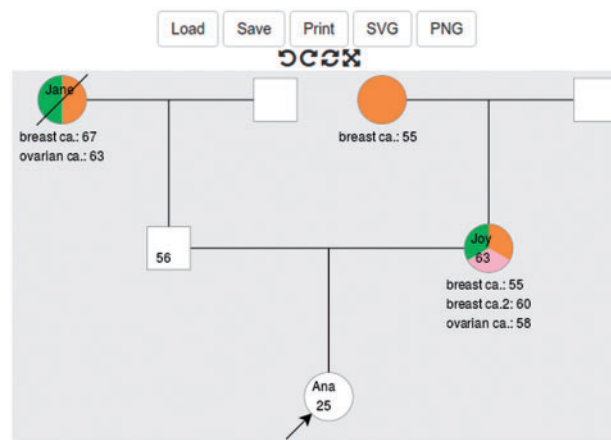 Load Save Print SVG PNG
Jane
breast ca.: 67
ovarian ca.: 63
breast ca.: 55
56
Joy
63
breast ca.: 55
breast ca.2: 60
ovarian ca.: 58
Ana
25